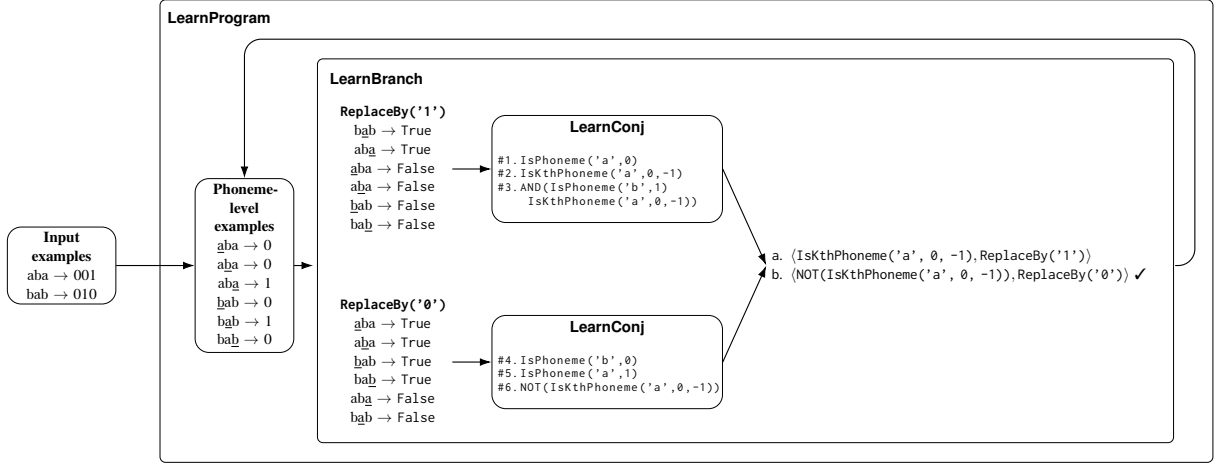 LearnProgram
LearnBranch
Input
examples
aba → 001
bab → 010
Phoneme-
level
examples
aba → 0
aba → 0
aba → 1
bab → 0
bab → 1
bab → 0
ReplaceBy('1')
bab → True
aba → True
aba → False
aba → False
bab → False
bab → False
LearnConj
#1.IsPhoneme('a',0)
#2.IsKthPhoneme('a',0,-1)
#3.AND(IsPhoneme('b',1)
IsKthPhoneme('a',0,-1))
ReplaceBy('0')
aba → True
aba → True
bab → True
bab → True
aba → False
bab → False
LearnConj
#4.IsPhoneme('b',0)
#5.IsPhoneme('a',1)
#6.NOT(IsKthPhoneme('a',0,-1))
a. ⟨IsKthPhoneme('a', 0, -1),ReplaceBy('1')⟩
b. ⟨NOT(IsKthPhoneme('a', 0, -1)),ReplaceBy('0')⟩ ✓